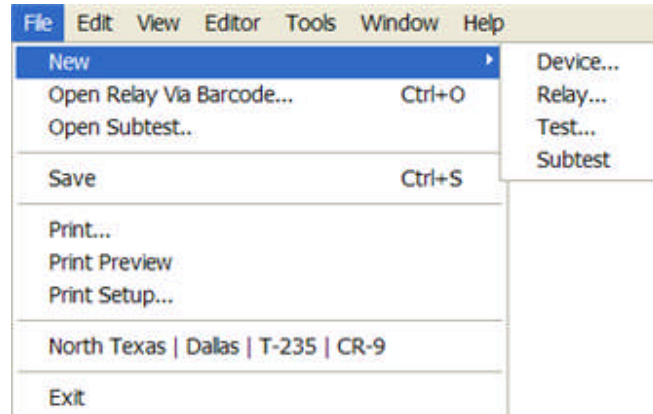 File Edit View Editor Tools Window Help
New
Open Relay Via Barcode... Ctrl+O
Open Subtest..
Save Ctrl+S
Print...
Print Preview
Print Setup...
North Texas | Dallas | T-235 | CR-9
Exit
Device...
Relay...
Test...
Subtest